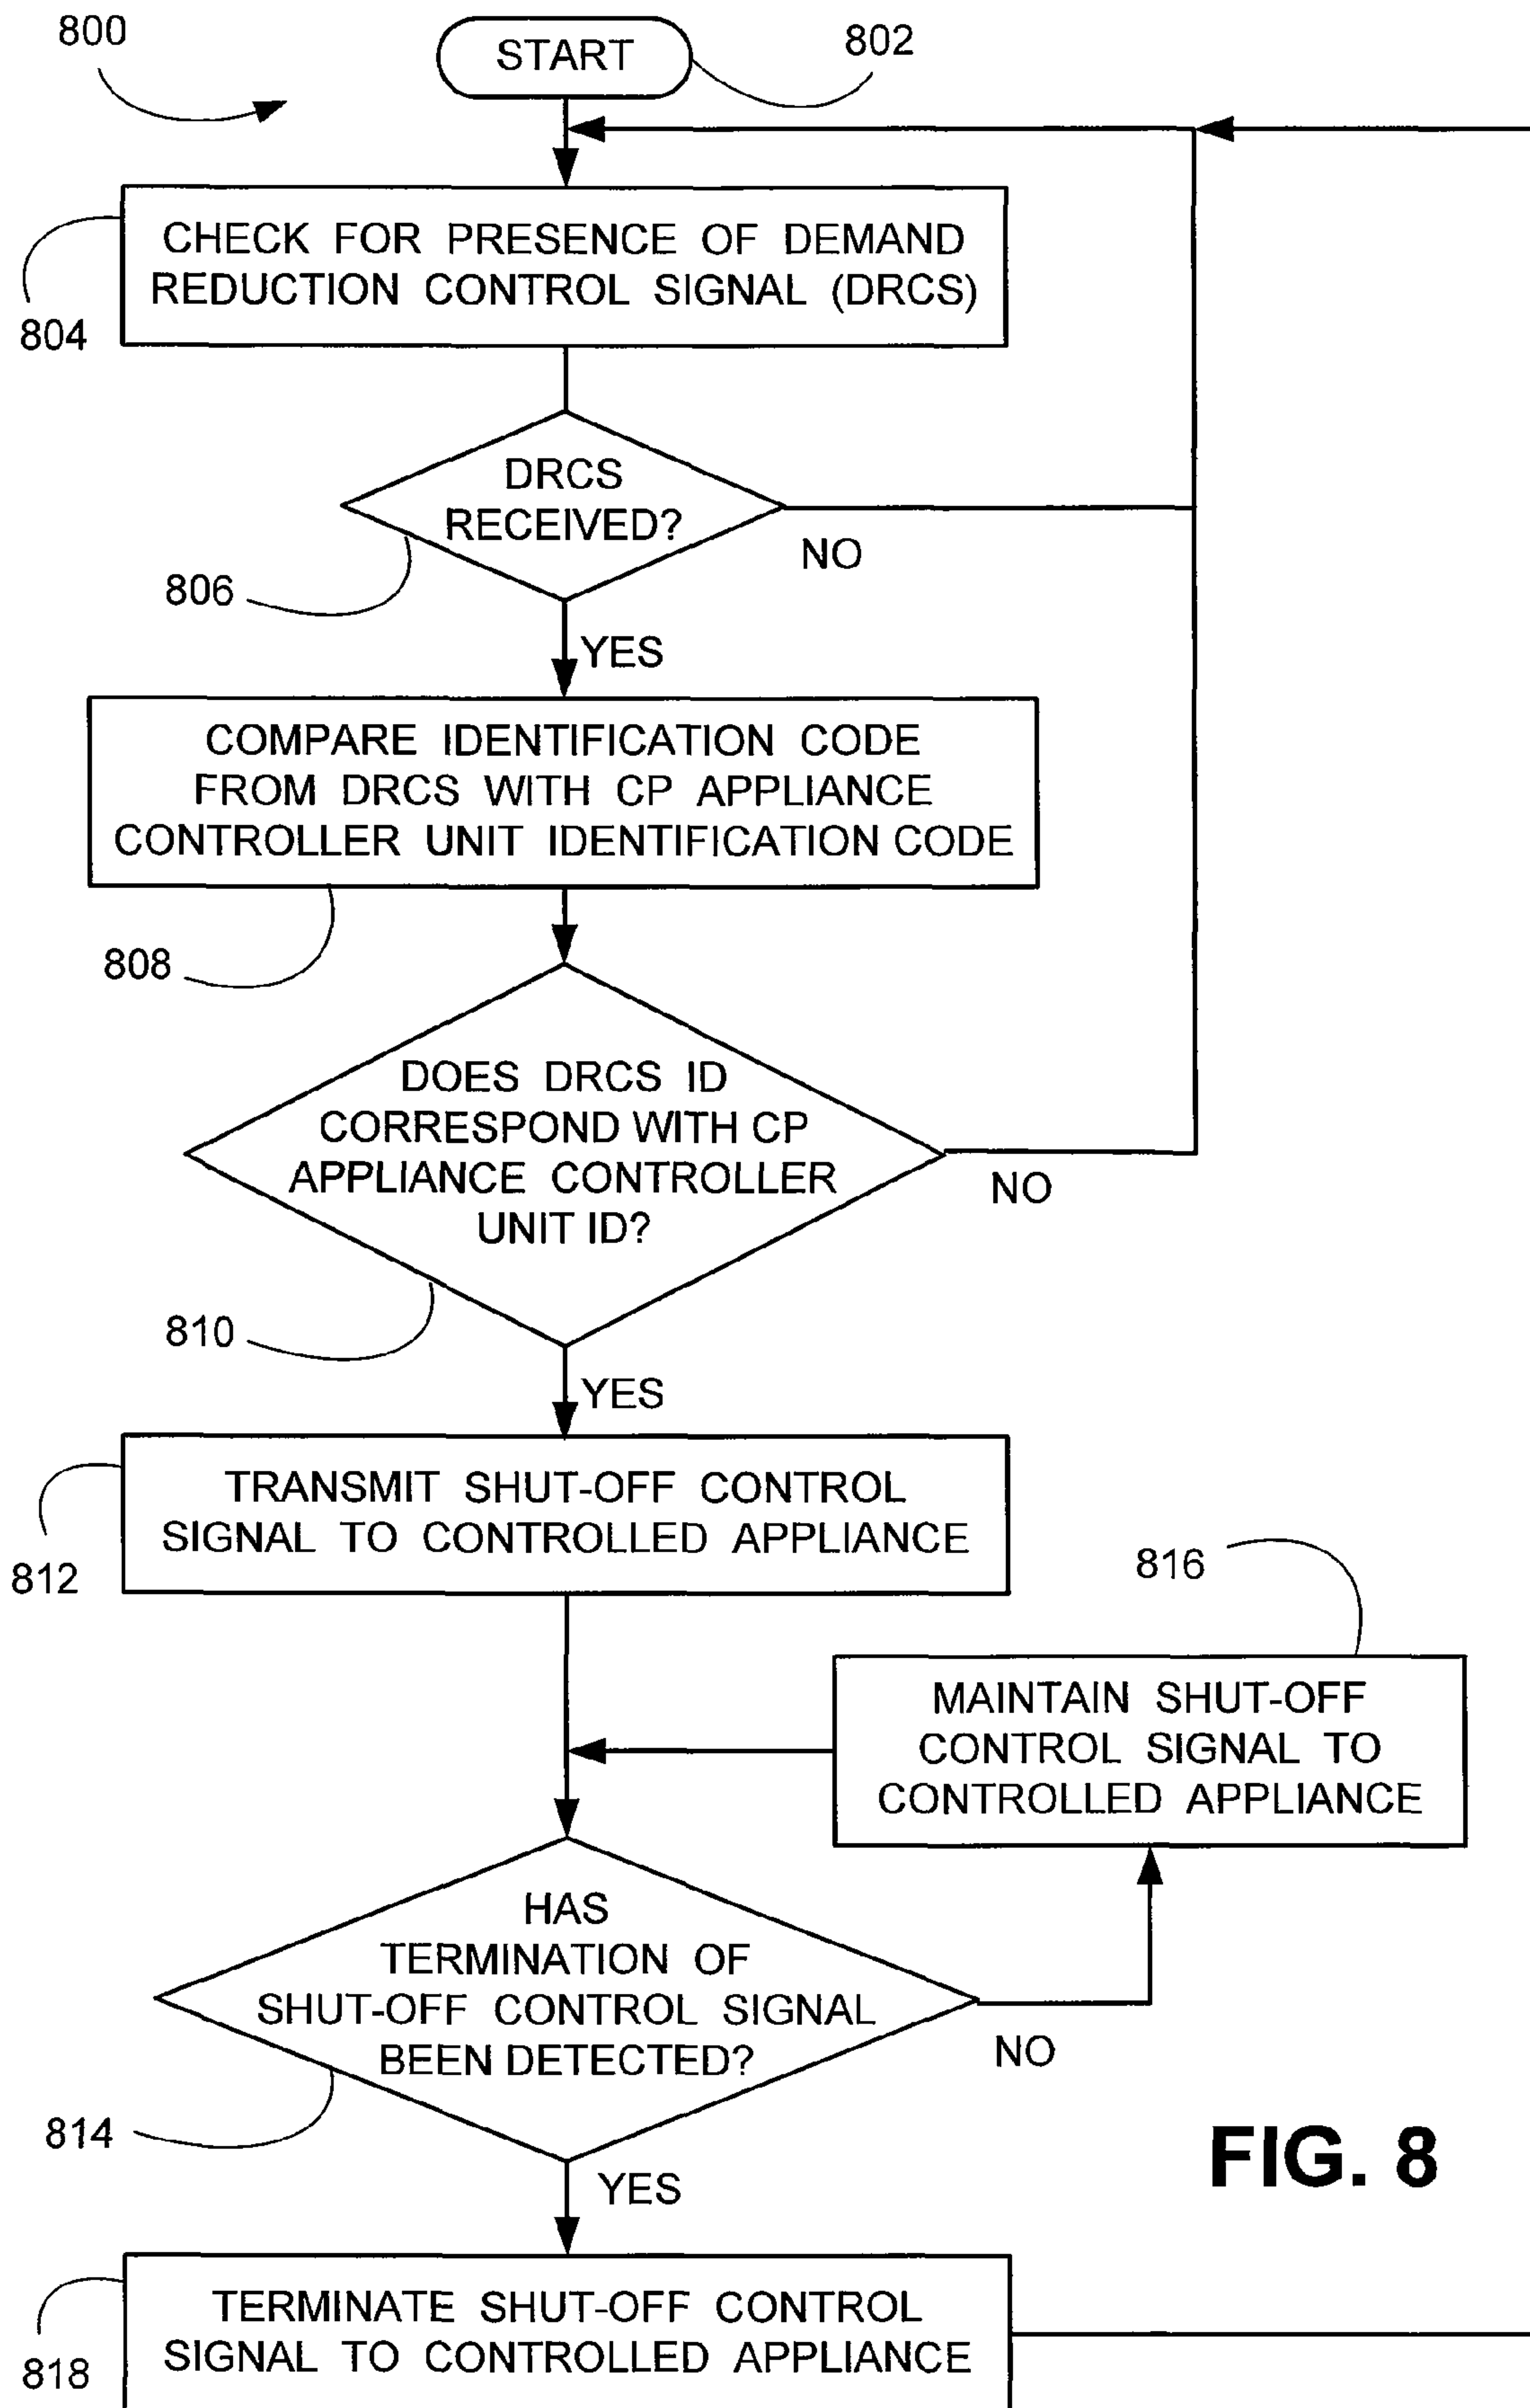 800
START
802
CHECK FOR PRESENCE OF DEMAND
REDUCTION CONTROL SIGNAL (DRCS)
804
DRCS
RECEIVED?
NO
806
YES
COMPARE IDENTIFICATION CODE
FROM DRCS WITH CP APPLIANCE
CONTROLLER UNIT IDENTIFICATION CODE
808
DOES DRCS ID
CORRESPOND WITH CP
APPLIANCE CONTROLLER
UNIT ID?
NO
810
YES
TRANSMIT SHUT-OFF CONTROL
SIGNAL TO CONTROLLED APPLIANCE
812
816
MAINTAIN SHUT-OFF
CONTROL SIGNAL TO
CONTROLLED APPLIANCE
HAS
TERMINATION OF
SHUT-OFF CONTROL SIGNAL
BEEN DETECTED?
NO
814
YES
FIG. 8
TERMINATE SHUT-OFF CONTROL
SIGNAL TO CONTROLLED APPLIANCE
818